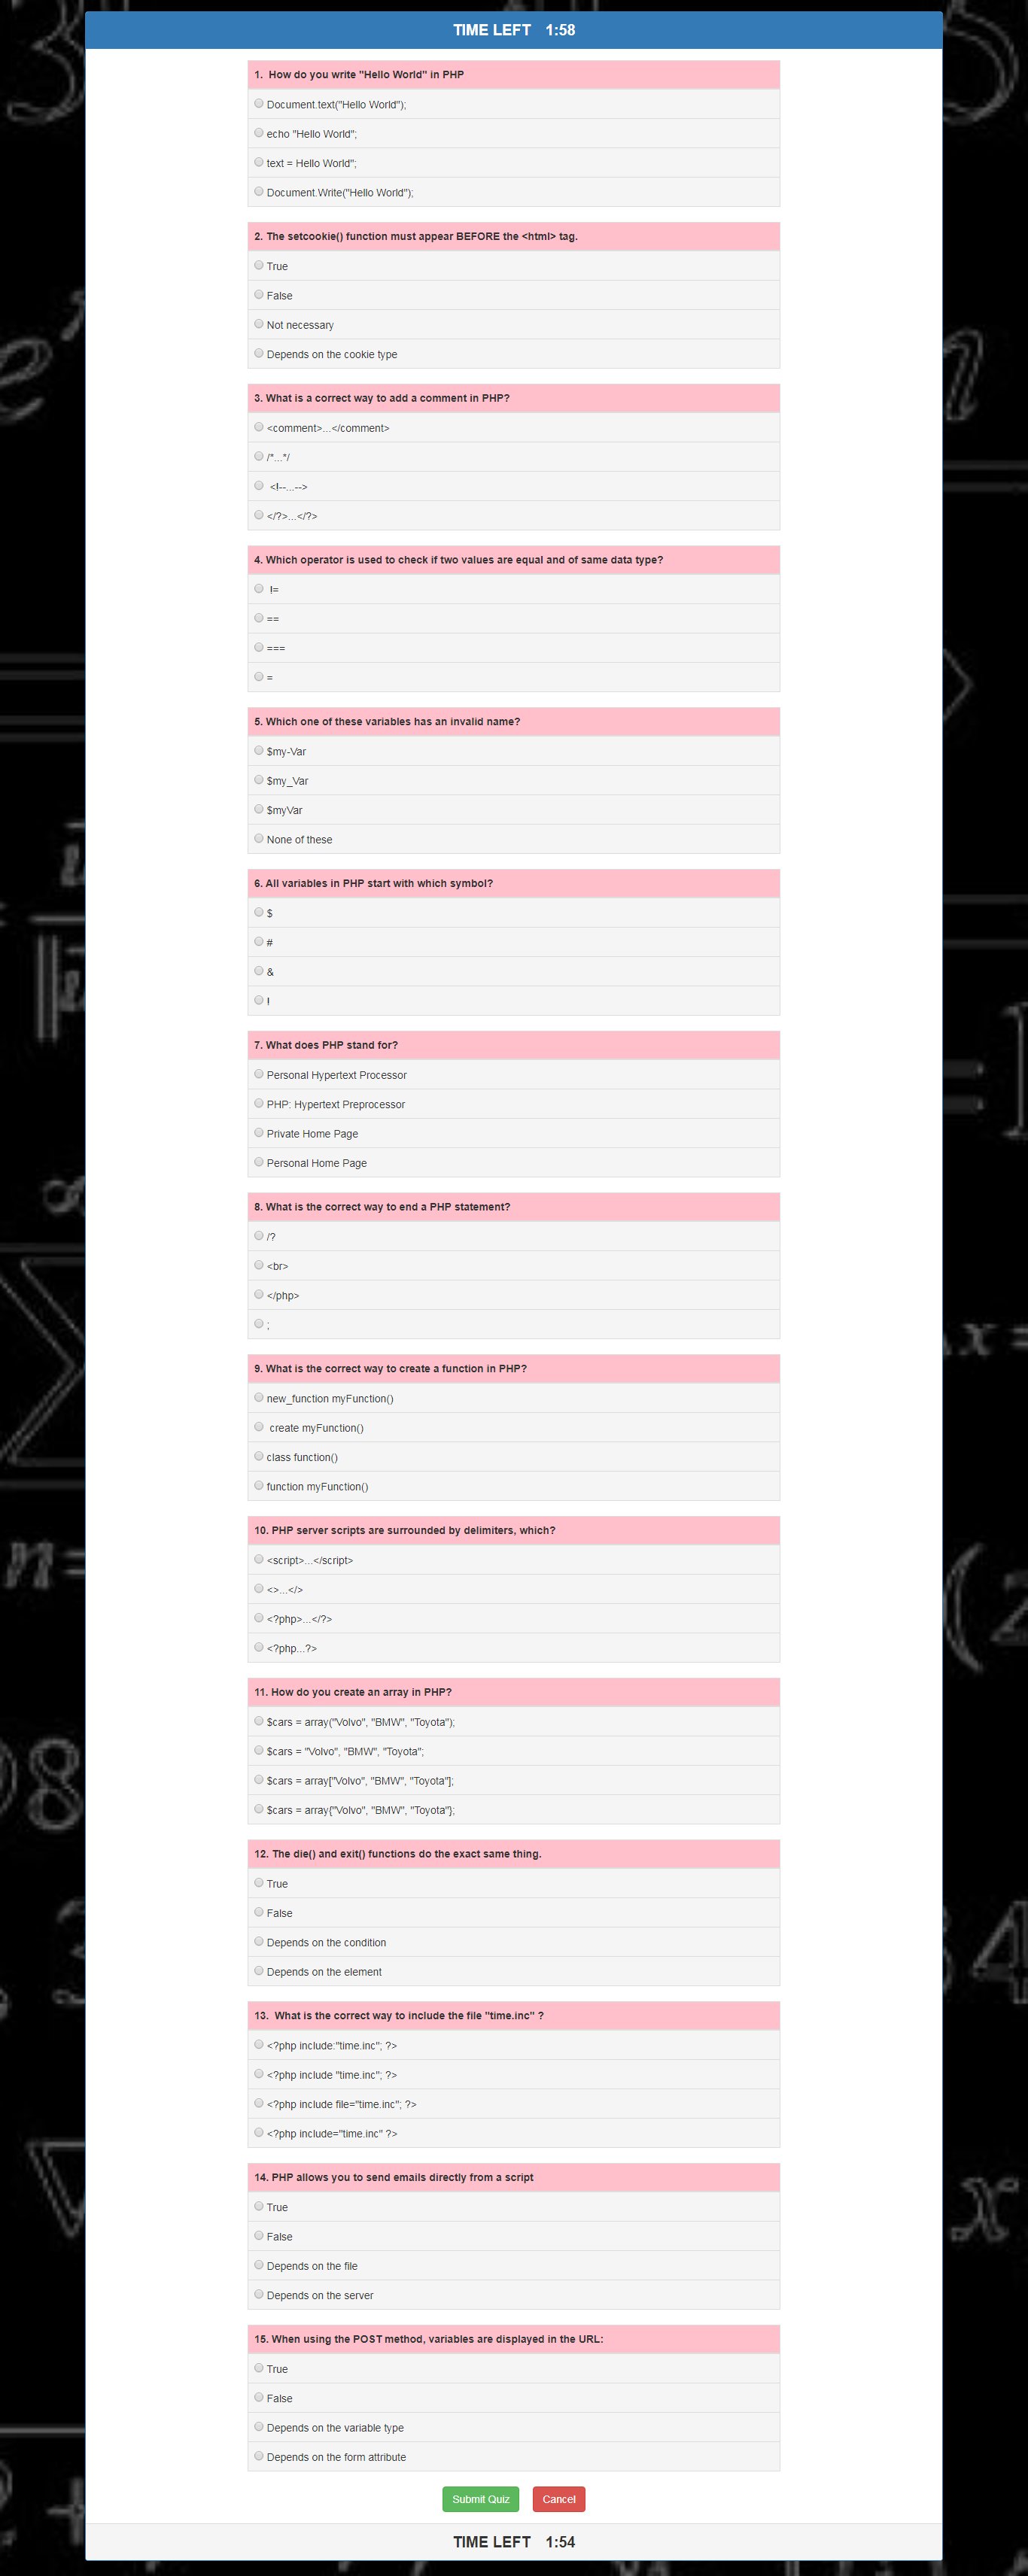 TIME LEFT 1:58
1. How do you write "Hello World" in PHP
Document.text("Hello World");
echo "Hello World";
text = Hello World";
Document.Write("Hello World");
2. The setcookie() function must appear BEFORE the <html> tag.
True
False
Not necessary
Depends on the cookie type
3. What is a correct way to add a comment in PHP?
<comment>...</comment>
/*...*/
<!--...-->
</?>...</?>
4. Which operator is used to check if two values are equal and of same data type?
!=
==
===
=
5. Which one of these variables has an invalid name?
$my-Var
$my_Var
$myVar
None of these
6. All variables in PHP start with which symbol?
$
#
&
!
7. What does PHP stand for?
Personal Hypertext Processor
PHP: Hypertext Preprocessor
Private Home Page
Personal Home Page
8. What is the correct way to end a PHP statement?
/?
<br>
</php>
;
9. What is the correct way to create a function in PHP?
new_function myFunction()
create myFunction()
class function()
function myFunction()
10. PHP server scripts are surrounded by delimiters, which?
<script>...</script>
<>...</>
<?php>...</?>
<?php...?>
11. How do you create an array in PHP?
$cars = array("Volvo", "BMW", "Toyota");
$cars = "Volvo", "BMW", "Toyota";
$cars = array["Volvo", "BMW", "Toyota"];
$cars = array{"Volvo", "BMW", "Toyota"};
12. The die() and exit() functions do the exact same thing.
True
False
Depends on the condition
Depends on the element
13. What is the correct way to include the file "time.inc" ?
<?php include:"time.inc"; ?>
<?php include "time.inc"; ?>
<?php include file="time.inc"; ?>
<?php include="time.inc" ?>
14. PHP allows you to send emails directly from a script
True
False
Depends on the file
Depends on the server
15. When using the POST method, variables are displayed in the URL:
True
False
Depends on the variable type
Depends on the form attribute
Submit Quiz Cancel
TIME LEFT 1:54